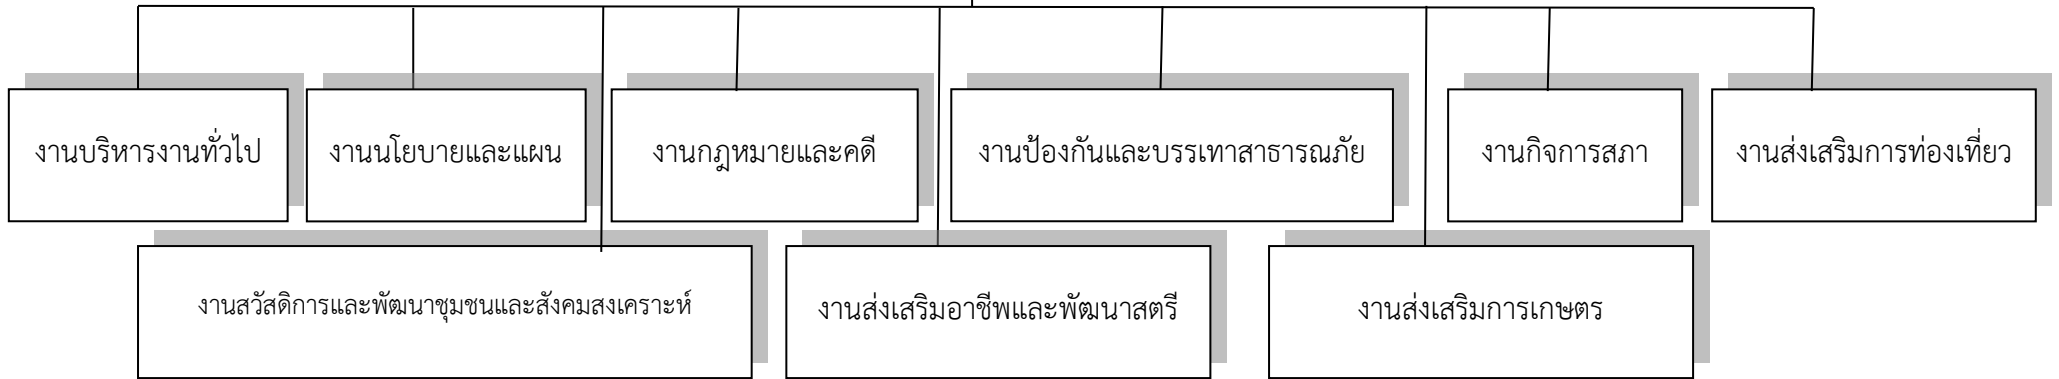 งานบริหารงานทั่วไป
งานนโยบายและแผน
งานกฎหมายและคดี
งานป้องกันและบรรเทาสาธารณภัย
งานกิจการสภา
งานส่งเสริมการท่องเที่ยว
งานสวัสดิการและพัฒนาชุมชนและสังคมสงเคราะห์
งานส่งเสริมอาชีพและพัฒนาสตรี
งานส่งเสริมการเกษตร